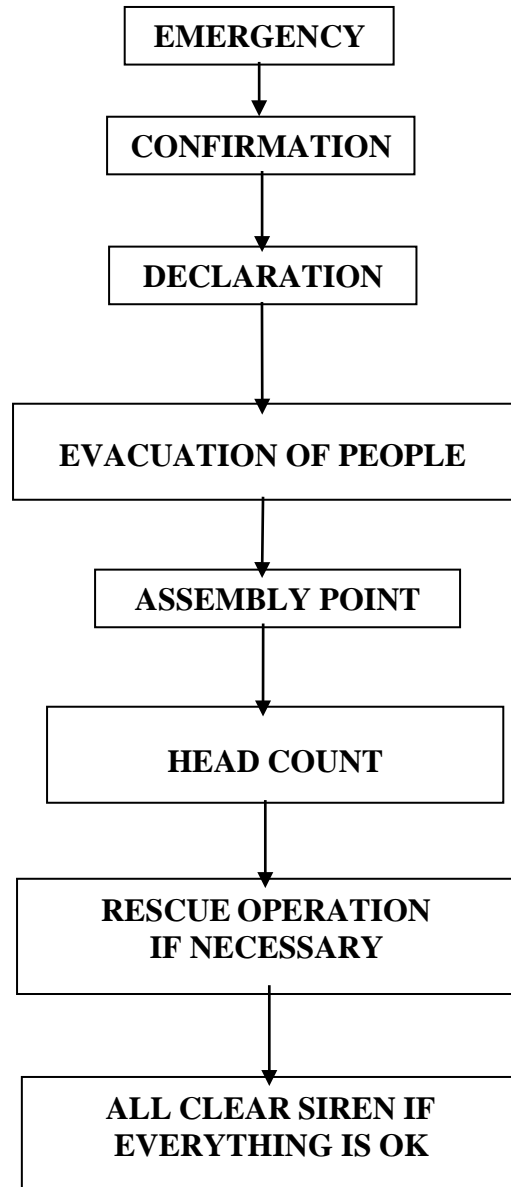 EMERGENCY
CONFIRMATION
DECLARATION
EVACUATION OF PEOPLE
ASSEMBLY POINT
HEAD COUNT
RESCUE OPERATION
IF NECESSARY
ALL CLEAR SIREN IF
EVERYTHING IS OK